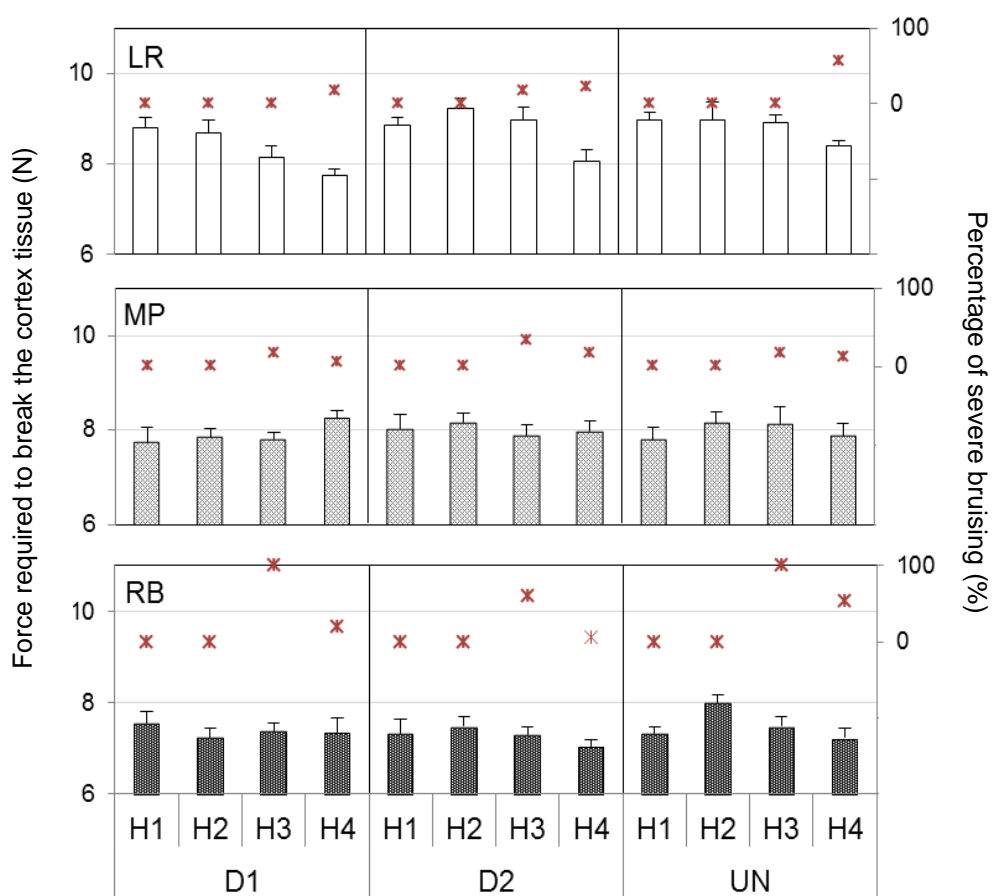 Force required to break the cortex tissue (N)
LR
10
8
6
100
0
MP
10
8
6
100
0
RB
10
8
6
100
0
Percentage of severe bruising (%)
H1 H2 H3 H4 H1 H2 H3 H4 H1 H2 H3 H4
D1 D2 UN